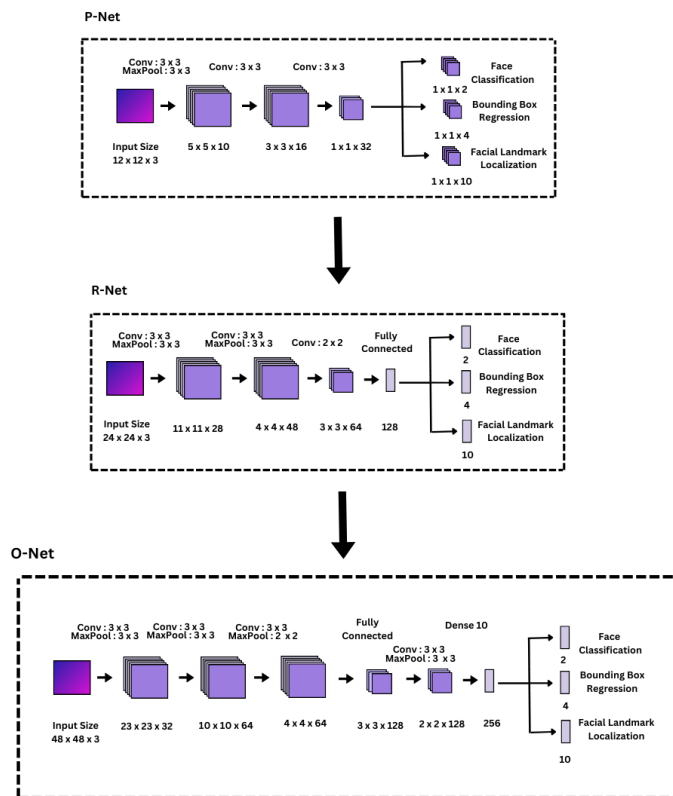 P-Net
Conv : 3 x 3
MaxPool : 3 x 3
Conv : 3 x 3
Conv : 3 x 3
Input Size
12 x 12 x 3
5 x 5 x 10
3 x 3 x 16
1 x 1 x 32
Face
Classification
1 x 1 x 2
Bounding Box
Regression
1 x 1 x 4
Facial Landmark
Localization
1 x 1 x 10
R-Net
Conv : 3 x 3
MaxPool : 3 x 3
Conv : 3 x 3
MaxPool : 3 x 3
Conv : 2 x 2
Fully
Connected
Input Size
24 x 24 x 3
11 x 11 x 28
4 x 4 x 48
3 x 3 x 64
128
Face
Classification
2
Bounding Box
Regression
4
Facial Landmark
Localization
10
O-Net
Conv : 3 x 3
MaxPool : 3 x 3
Conv : 3 x 3
MaxPool : 3 x 3
Conv : 3 x 3
MaxPool : 2 x 2
Fully
Connected
Conv : 3 x 3
MaxPool : 3 x 3
Dense 10
Input Size
48 x 48 x 3
23 x 23 x 32
10 x 10 x 64
4 x 4 x 64
3 x 3 x 128
2 x 2 x 128
256
Face
Classification
2
Bounding Box
Regression
4
Facial Landmark
Localization
10